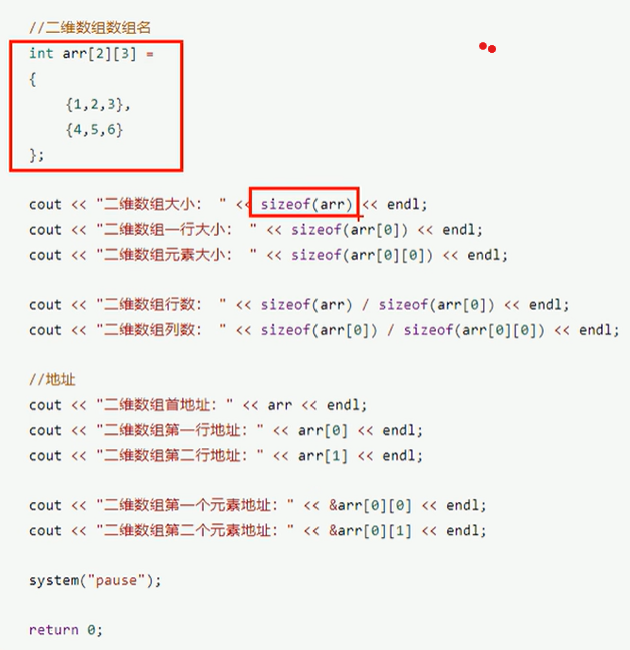 //二维数组数组名
int arr[2][3] =
{
{1,2,3},
{4,5,6}
};
cout << "二维数组大小： " << sizeof(arr) << endl;
cout << "二维数组一行大小： " << sizeof(arr[0]) << endl;
cout << "二维数组元素大小： " << sizeof(arr[0][0]) << endl;
cout << "二维数组行数： " << sizeof(arr) / sizeof(arr[0]) << endl;
cout << "二维数组列数： " << sizeof(arr[0]) / sizeof(arr[0][0]) << endl;
//地址
cout << "二维数组首地址：" << arr << endl;
cout << "二维数组第一行地址：" << arr[0] << endl;
cout << "二维数组第二行地址：" << arr[1] << endl;
cout << "二维数组第一个元素地址：" << &arr[0][0] << endl;
cout << "二维数组第二个元素地址：" << &arr[0][1] << endl;
system("pause");
return 0;